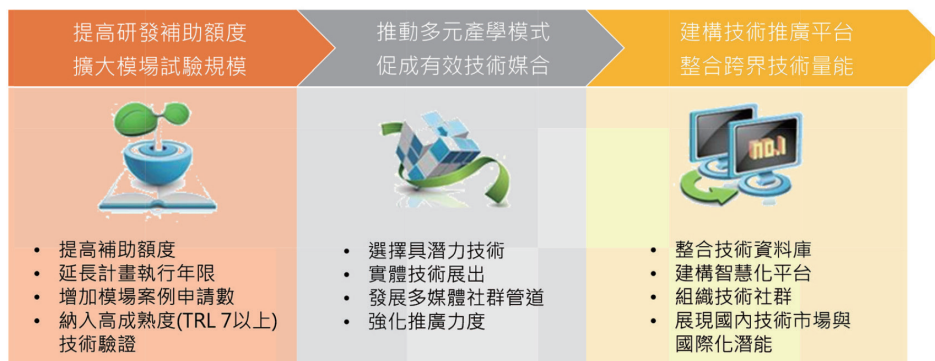 提高研發補助額度
擴大模場試驗規模
推動多元產學模式
促成有效技術媒合
建構技術推廣平台
整合跨界技術量能
• 提高補助額度
• 延長計畫執行年限
• 增加模場案例申請數
• 納入高成熟度(TRL 7以上)
技術驗證
• 選擇具潛力技術
• 實體技術展出
• 發展多媒體社群管道
• 強化推廣力度
no.1
• 整合技術資料庫
• 建構智慧化平台
• 組織技術社群
• 展現國內技術市場與
國際化潛能